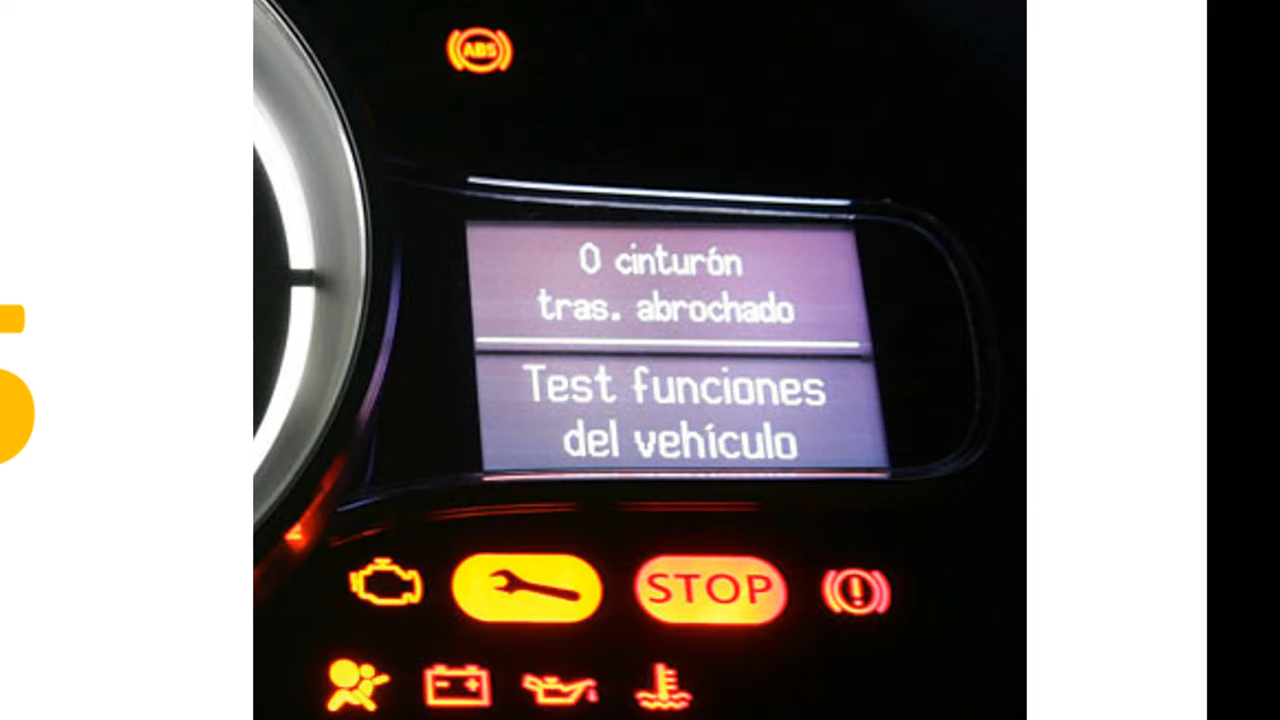 ABS
0 cinturón
tras. abrochado
Test funciones
del vehículo
STOP